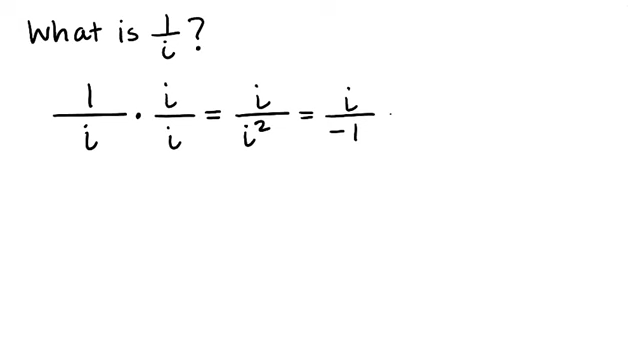 What is 1/i?
1/i · i/i = i/i² = i/-1